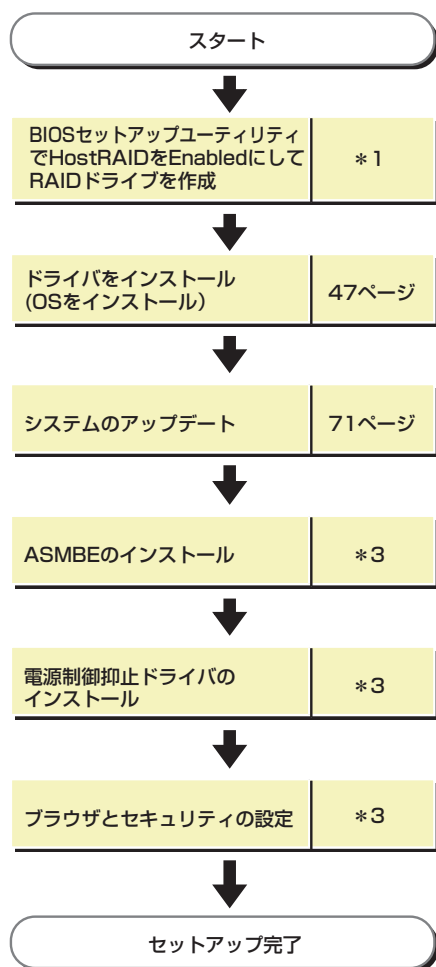 スタート
BIOSセットアップユーティリティ
でHostRAIDをEnabledにして
RAIDドライブを作成
＊1
ドライバをインストール
(OSをインストール）
47ページ
システムのアップデート
71ページ
ASMBEのインストール
＊3
電源制御抑止ドライバの
インストール
＊3
ブラウザとセキュリティの設定
＊3
セットアップ完了